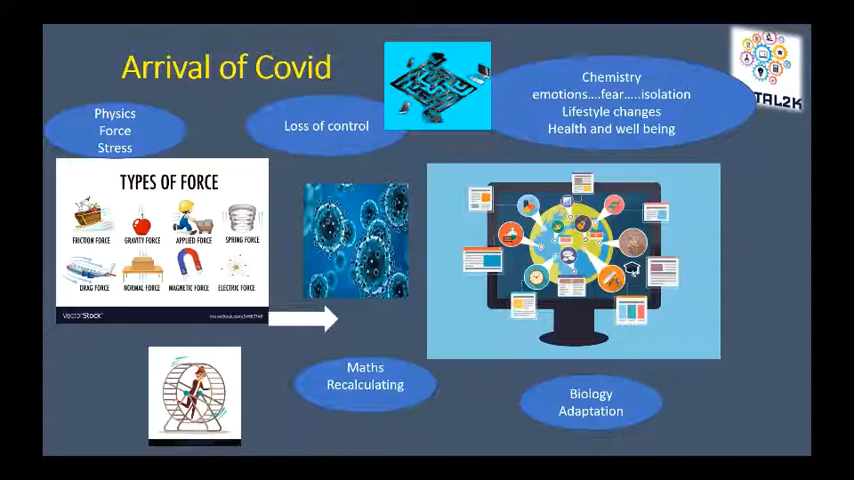 Arrival of Covid
Physics
Force
Stress
Loss of control
Chemistry
emotions....fear.....isolation
Lifestyle changes
Health and well being
TAL2K
TYPES OF FORCE
FRICTION FORCE
GRAVITY FORCE
APPLIED FORCE
SPRING FORCE
DRAG FORCE
NORMAL FORCE
MAGNETIC FORCE
ELECTRIC FORCE
VectorStock
Maths
Recalculating
Biology
Adaptation